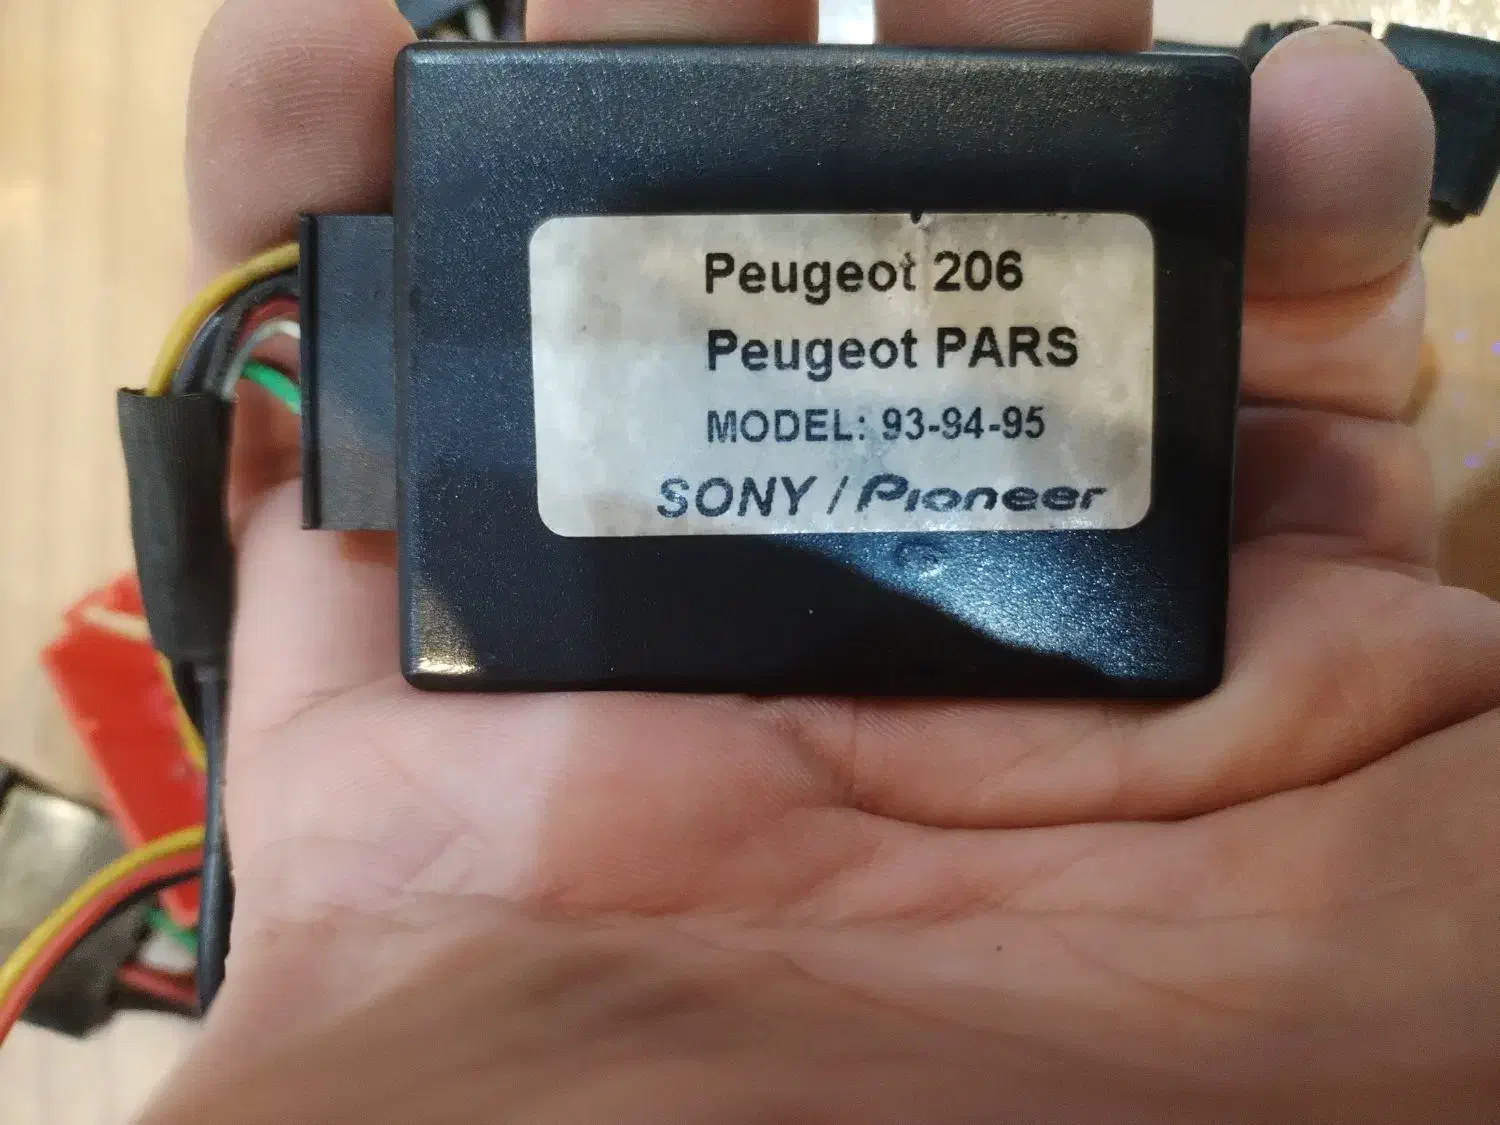 Peugeot 206
Peugeot PARS
MODEL: 93-94-95
SONY / Pioneer